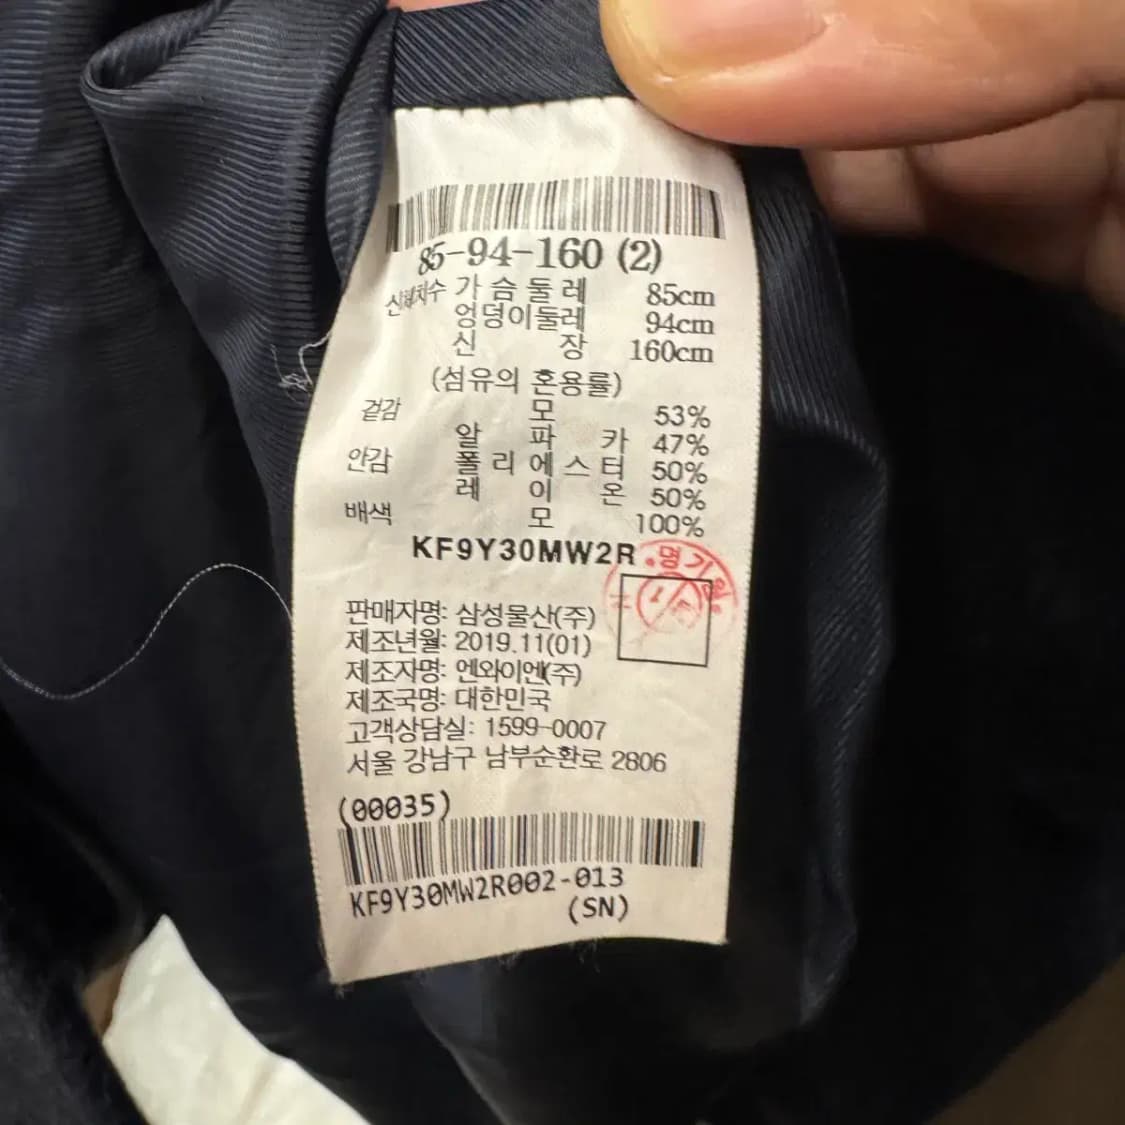 85-94-160 (2)
신체치수 가슴둘레 85cm
엉덩이둘레 94cm
신장 160cm
(섬유의 혼용률)
겉감 모 53%
알파카 47%
안감 폴리에스터 50%
레이온 50%
배색 모 100%
KF9Y30MW2R
명기원
판매자명: 삼성물산(주)
제조년월: 2019.11(01)
제조자명: 엔와이엔(주)
제조국명: 대한민국
고객상담실: 1599-0007
서울 강남구 남부순환로 2806
(00035)
KF9Y30MW2R002-013
(SN)